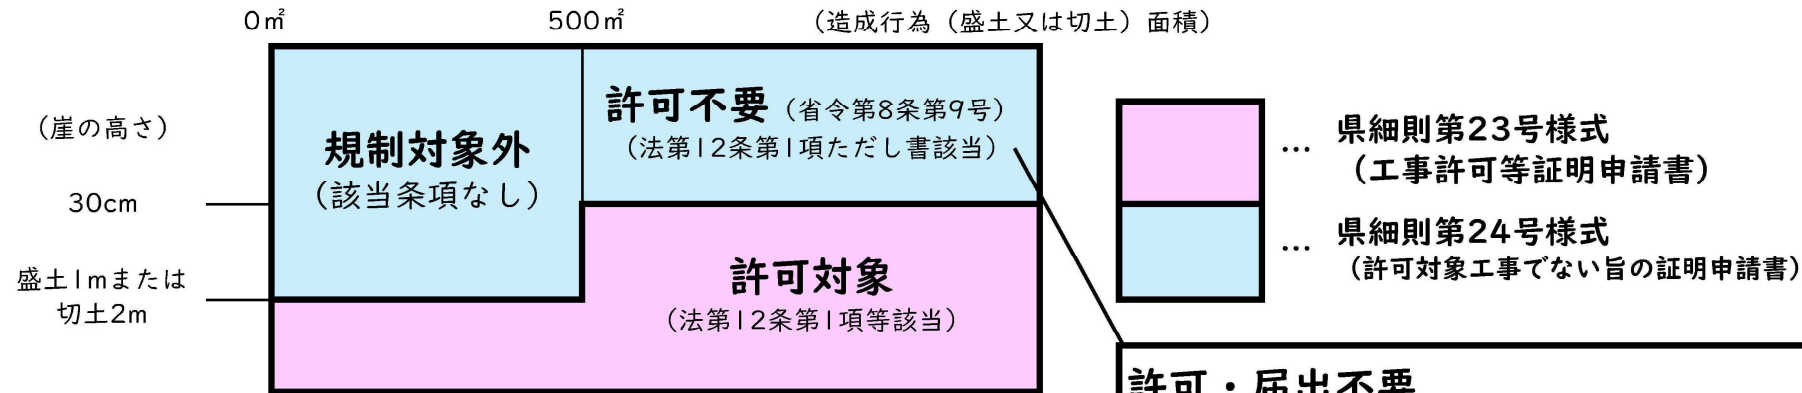 0㎡
500㎡
(造成行為（盛土又は切土）面積)
(崖の高さ)
30cm
盛土1mまたは
切土2m
規制対象外
(該当条項なし)
許可不要（省令第8条第9号）
(法第12条第1項ただし書該当)
許可対象
(法第12条第1項等該当)
… 県細則第23号様式
(工事許可等証明申請書)
… 県細則第24号様式
(許可対象工事でない旨の証明申請書)
許可・届出不要